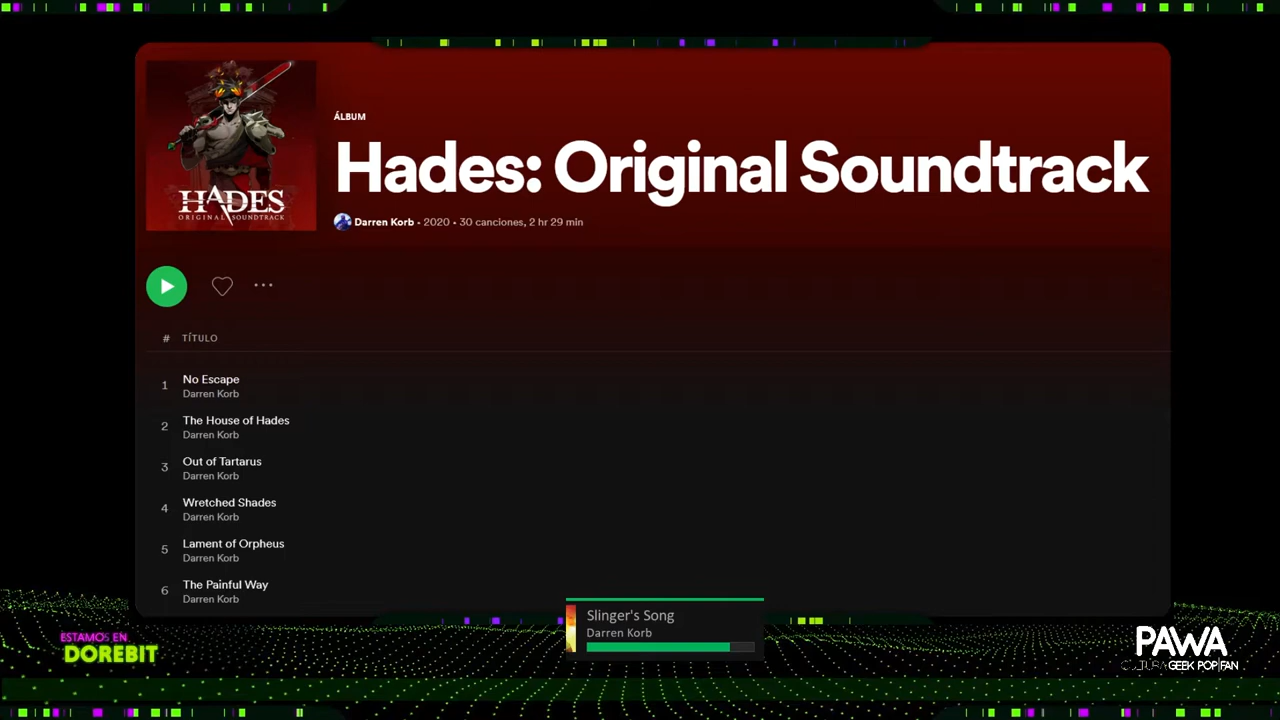 HADES
ORIGINAL SOUNDTRACK
ÁLBUM
Hades: Original Soundtrack
Darren Korb • 2020 • 30 canciones, 2 hr 29 min
# TÍTULO
1 No Escape
Darren Korb
2 The House of Hades
Darren Korb
3 Out of Tartarus
Darren Korb
4 Wretched Shades
Darren Korb
5 Lament of Orpheus
Darren Korb
6 The Painful Way
Darren Korb
Slinger's Song
Darren Korb
ESTAMOS EN
DOREBIT
PAWA
CULTURA GEEK POP FAN